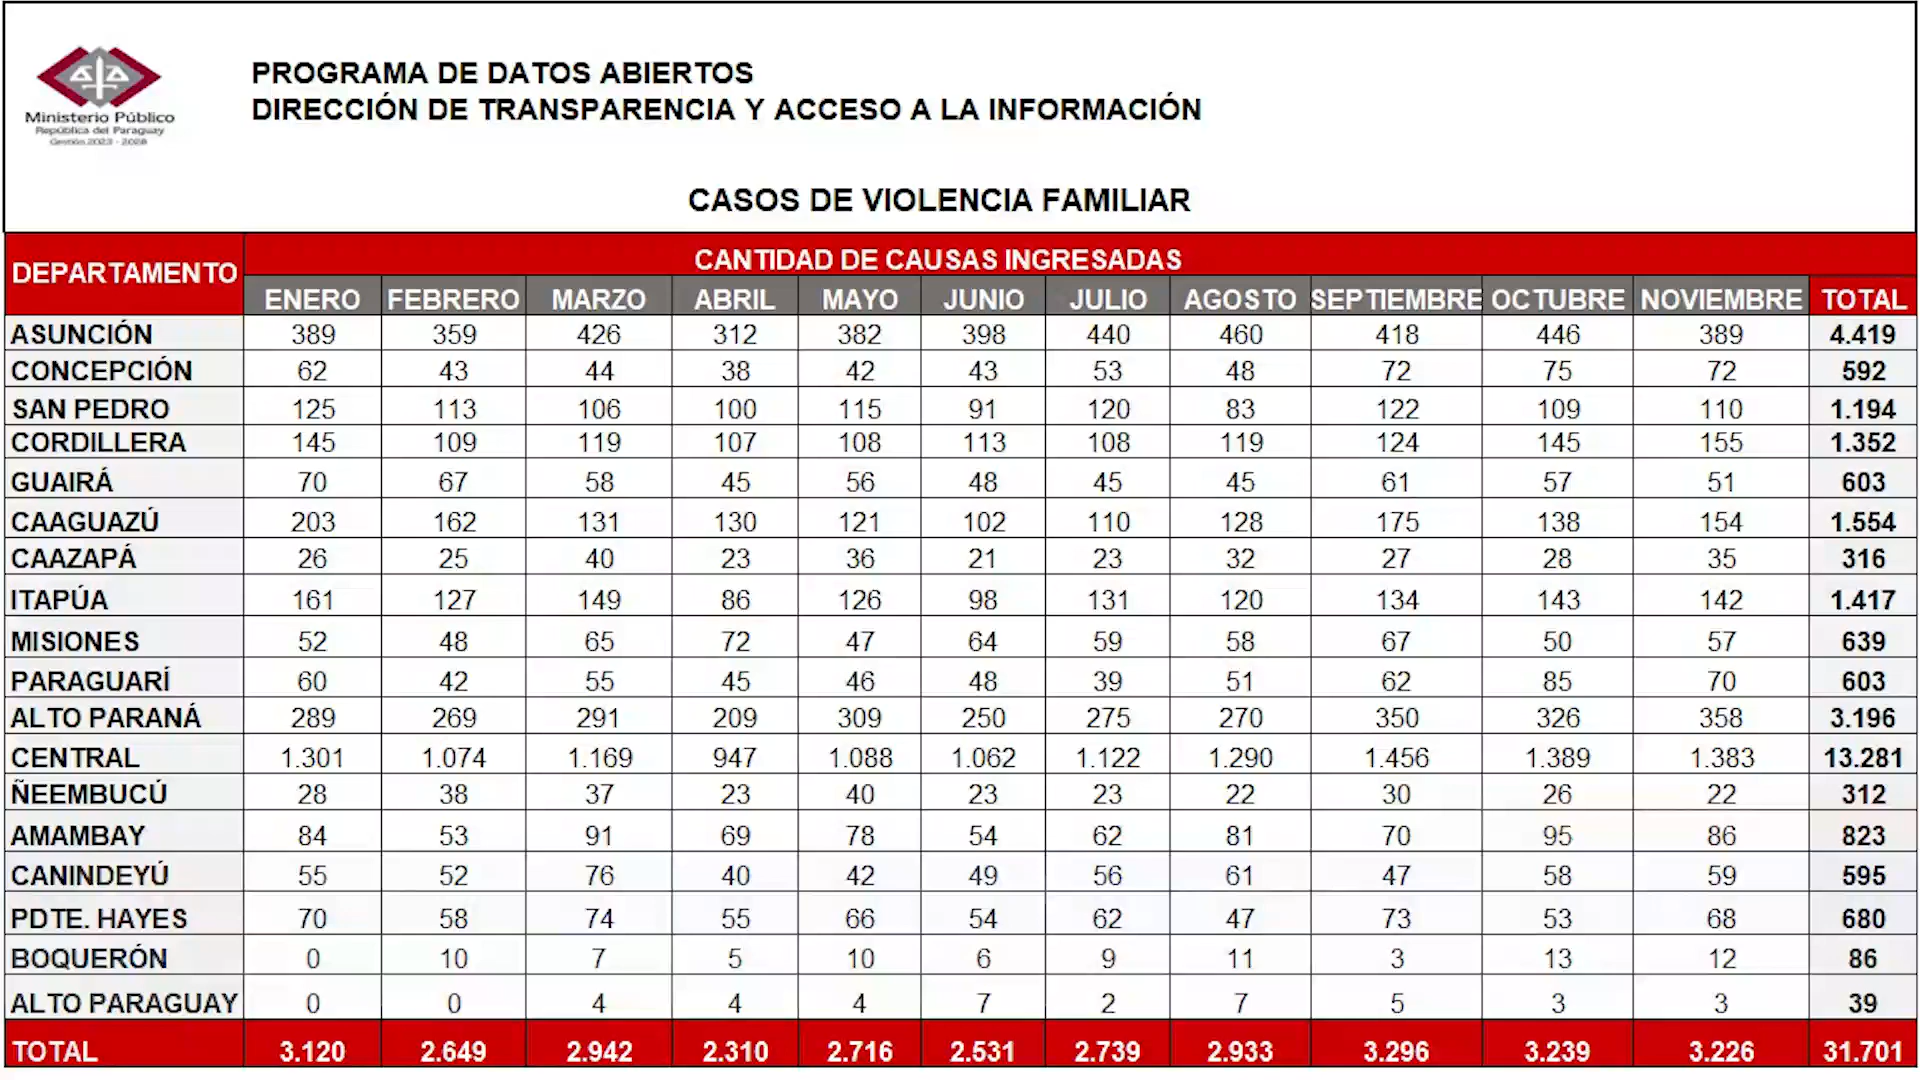 Ministerio Público
República del Paraguay
Gestión 2023 - 2028
PROGRAMA DE DATOS ABIERTOS
DIRECCIÓN DE TRANSPARENCIA Y ACCESO A LA INFORMACIÓN
CASOS DE VIOLENCIA FAMILIAR
DEPARTAMENTO CANTIDAD DE CAUSAS INGRESADAS
ENERO FEBRERO MARZO ABRIL MAYO JUNIO JULIO AGOSTO SEPTIEMBRE OCTUBRE NOVIEMBRE TOTAL
ASUNCIÓN 389 359 426 312 382 398 440 460 418 446 389 4.419
CONCEPCIÓN 62 43 44 38 42 43 53 48 72 75 72 592
SAN PEDRO 125 113 106 100 115 91 120 83 122 109 110 1.194
CORDILLERA 145 109 119 107 108 113 108 119 124 145 155 1.352
GUAIRÁ 70 67 58 45 56 48 45 45 61 57 51 603
CAAGUAZÚ 203 162 131 130 121 102 110 128 175 138 154 1.554
CAAZAPÁ 26 25 40 23 36 21 23 32 27 28 35 316
ITAPÚA 161 127 149 86 126 98 131 120 134 143 142 1.417
MISIONES 52 48 65 72 47 64 59 58 67 50 57 639
PARAGUARÍ 60 42 55 45 46 48 39 51 62 85 70 603
ALTO PARANÁ 289 269 291 209 309 250 275 270 350 326 358 3.196
CENTRAL 1.301 1.074 1.169 947 1.088 1.062 1.122 1.290 1.456 1.389 1.383 13.281
ÑEEMBUCÚ 28 38 37 23 40 23 23 22 30 26 22 312
AMAMBAY 84 53 91 69 78 54 62 81 70 95 86 823
CANINDEYÚ 55 52 76 40 42 49 56 61 47 58 59 595
PDTE. HAYES 70 58 74 55 66 54 62 47 73 53 68 680
BOQUERÓN 0 10 7 5 10 6 9 11 3 13 12 86
ALTO PARAGUAY 0 0 4 4 4 7 2 7 5 3 3 39
TOTAL 3.120 2.649 2.942 2.310 2.716 2.531 2.739 2.933 3.296 3.239 3.226 31.701